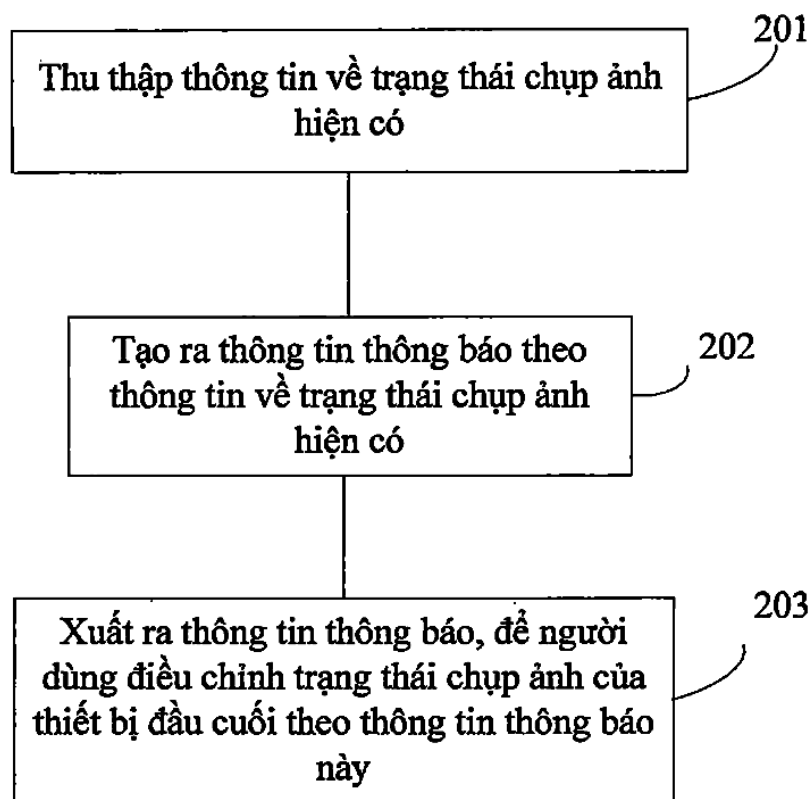 201
Thu thập thông tin về trạng thái chụp ảnh
hiện có
202
Tạo ra thông tin thông báo theo
thông tin về trạng thái chụp ảnh
hiện có
203
Xuất ra thông tin thông báo, để người
dùng điều chỉnh trạng thái chụp ảnh của
thiết bị đầu cuối theo thông tin thông báo
này